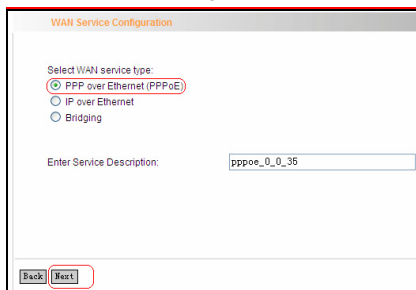 WAN Service Configuration
Select WAN service type:
PPP over Ethernet (PPPoE)
IP over Ethernet
Bridging
Enter Service Description: pppoe_0_0_35
Back Next